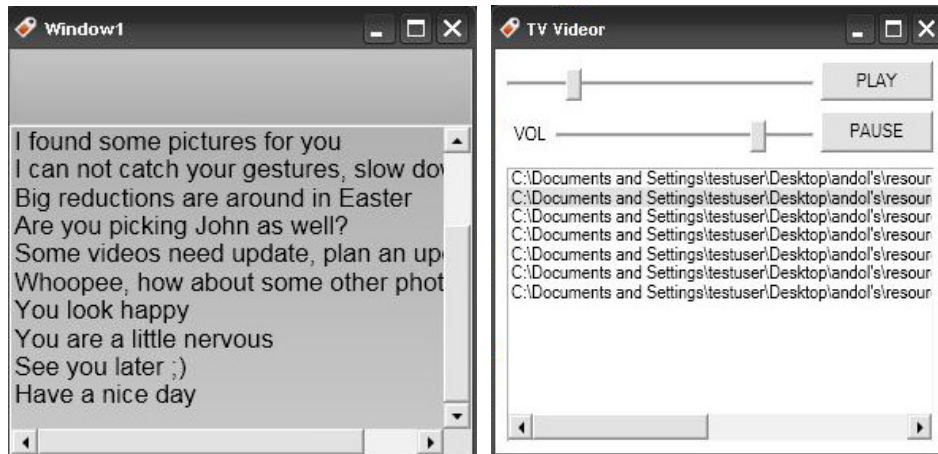 Window1
I found some pictures for you
I can not catch your gestures, slow dov
Big reductions are around in Easter
Are you picking John as well?
Some videos need update, plan an up
Whoopee, how about some other phot
You look happy
You are a little nervous
See you later ;)
Have a nice day
TV Videor
PLAY
VOL
PAUSE
C:\Documents and Settings\testuser\Desktop\andol's\resour
C:\Documents and Settings\testuser\Desktop\andol's\resour
C:\Documents and Settings\testuser\Desktop\andol's\resour
C:\Documents and Settings\testuser\Desktop\andol's\resour
C:\Documents and Settings\testuser\Desktop\andol's\resour
C:\Documents and Settings\testuser\Desktop\andol's\resour
C:\Documents and Settings\testuser\Desktop\andol's\resour